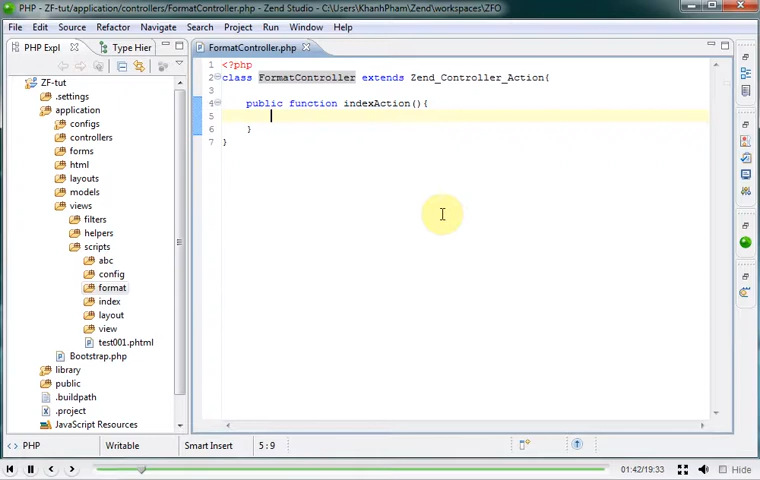 PHP - ZF-tut/application/controllers/FormatController.php - Zend Studio - C:\Users\KhanhPham\Zend\workspaces\ZFO
File Edit Source Refactor Navigate Search Project Run Window Help
PHP Expl Type Hier
ZF-tut
.settings
application
configs
controllers
forms
html
layouts
models
views
filters
helpers
scripts
abc
config
format
index
layout
view
test001.phtml
Bootstrap.php
library
public
.buildpath
.project
JavaScript Resources
FormatController.php
1 <?php
2 class FormatController extends Zend_Controller_Action{
3
4 public function indexAction(){
5
6 }
7 }
PHP Writable Smart Insert 5 : 9
01:42/19:33 Hide